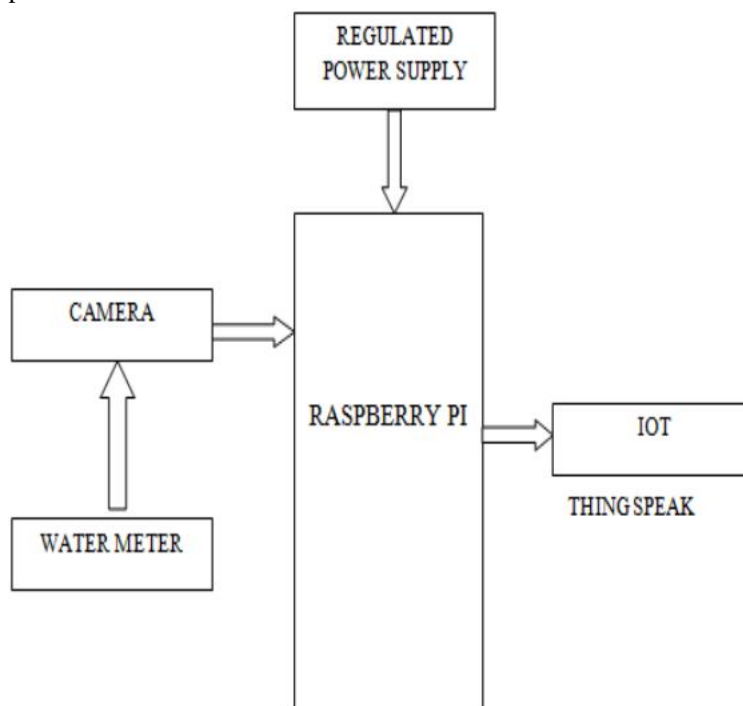 REGULATED
POWER SUPPLY
CAMERA
RASPBERRY PI
IOT
THING SPEAK
WATER METER